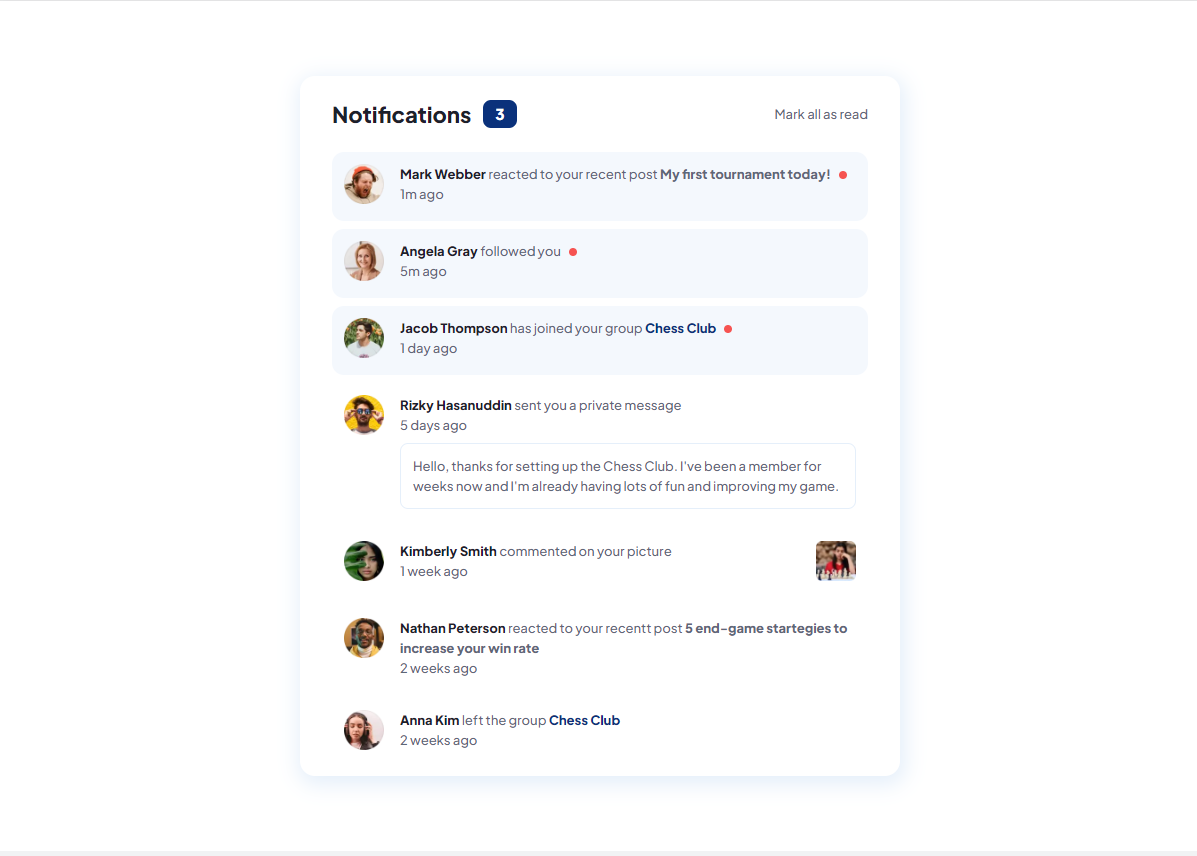 Notifications 3
Mark all as read
Mark Webber reacted to your recent post My first tournament today!
1m ago
Angela Gray followed you
5m ago
Jacob Thompson has joined your group Chess Club
1 day ago
Rizky Hasanuddin sent you a private message
5 days ago
Hello, thanks for setting up the Chess Club. I've been a member for
weeks now and I'm already having lots of fun and improving my game.
Kimberly Smith commented on your picture
1 week ago
Nathan Peterson reacted to your recentt post 5 end-game startegies to
increase your win rate
2 weeks ago
Anna Kim left the group Chess Club
2 weeks ago